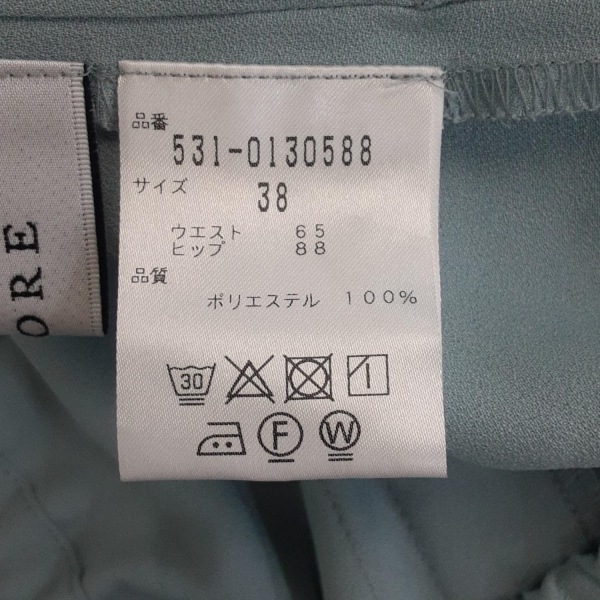 品番
531-0130588
サイズ
38
ウエスト 65
ヒップ 88
品質
ポリエステル 100%
30
F W
ORE